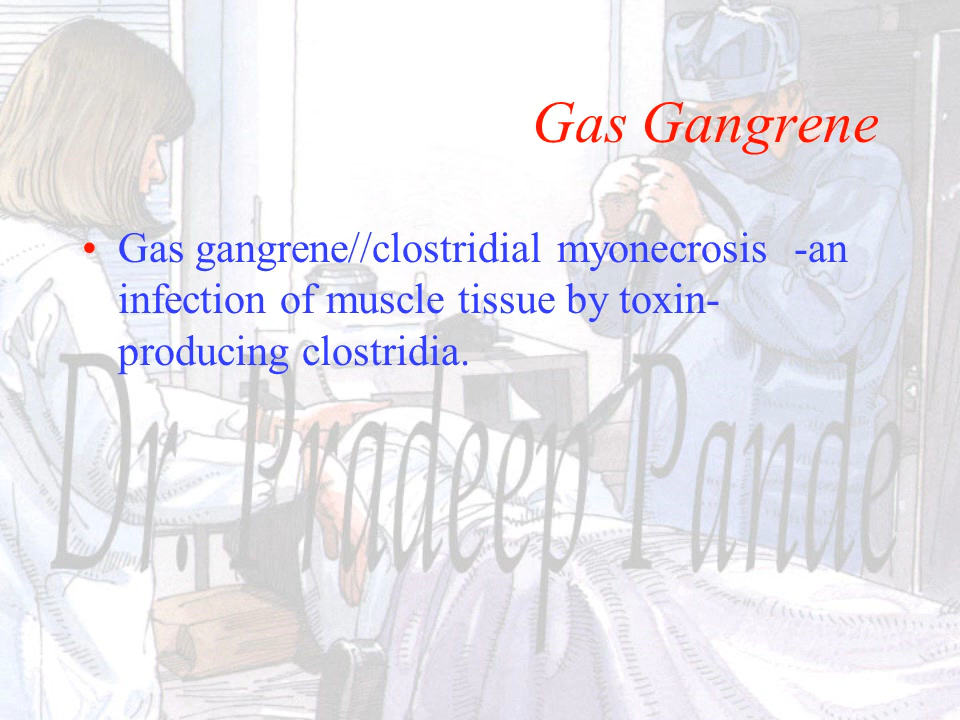 Gas Gangrene
• Gas gangrene//clostridial myonecrosis -an
infection of muscle tissue by toxin-
producing clostridia.
Dr. Pradeep Pande